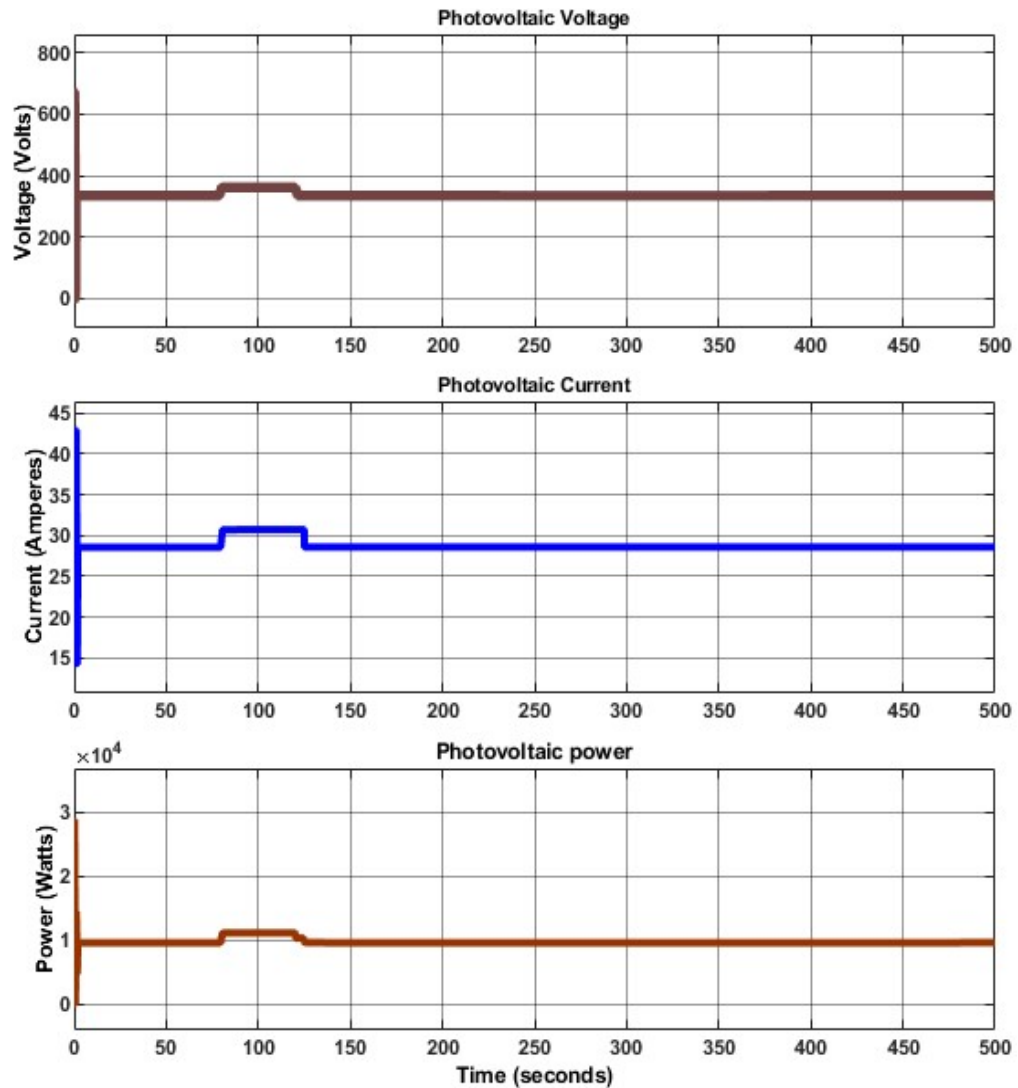 Photovoltaic Voltage
Voltage (Volts)
800
600
400
200
0
0 50 100 150 200 250 300 350 400 450 500
Photovoltaic Current
Current (Amperes)
45
40
35
30
25
20
15
0 50 100 150 200 250 300 350 400 450 500
Photovoltaic power
×10⁴
Power (Watts)
3
2
1
0
0 50 100 150 200 250 300 350 400 450 500
Time (seconds)